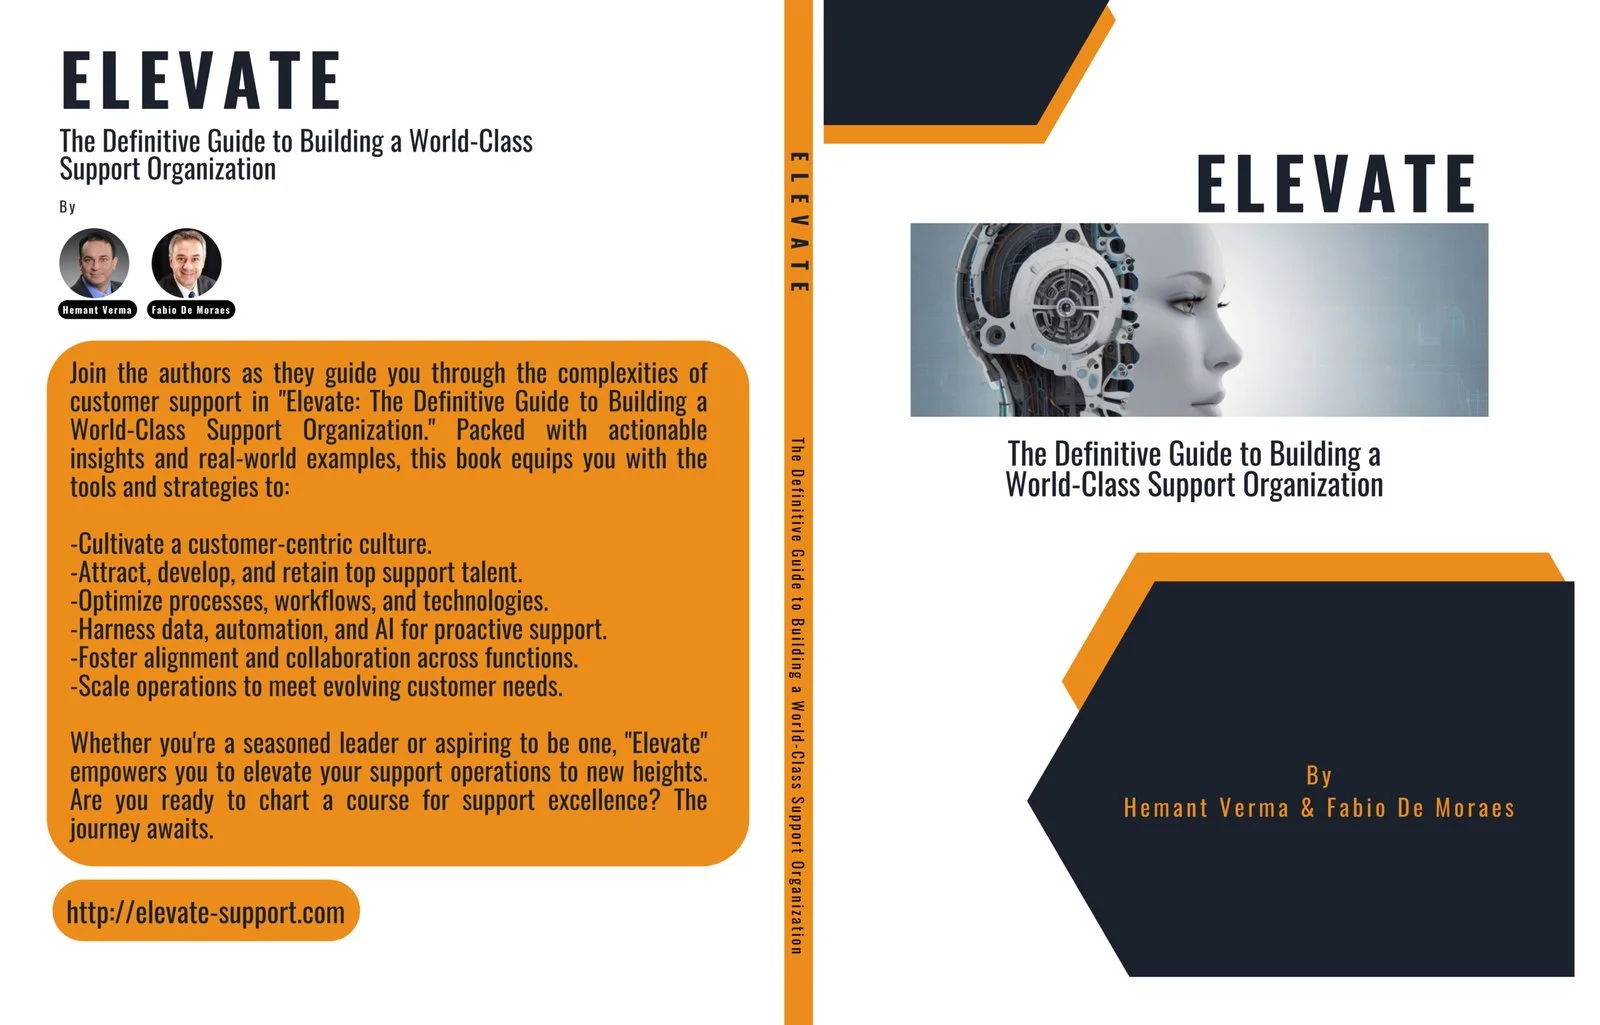 ELEVATE
The Definitive Guide to Building a World-Class
Support Organization
By
Hemant Verma
Fabio De Moraes
Join the authors as they guide you through the complexities of
customer support in "Elevate: The Definitive Guide to Building a
World-Class Support Organization." Packed with actionable
insights and real-world examples, this book equips you with the
tools and strategies to:
-Cultivate a customer-centric culture.
-Attract, develop, and retain top support talent.
-Optimize processes, workflows, and technologies.
-Harness data, automation, and AI for proactive support.
-Foster alignment and collaboration across functions.
-Scale operations to meet evolving customer needs.
Whether you're a seasoned leader or aspiring to be one, "Elevate"
empowers you to elevate your support operations to new heights.
Are you ready to chart a course for support excellence? The
journey awaits.
http://elevate-support.com
ELEVATE
The Definitive Guide to Building a World-Class Support Organization
ELEVATE
The Definitive Guide to Building a
World-Class Support Organization
By
Hemant Verma & Fabio De Moraes